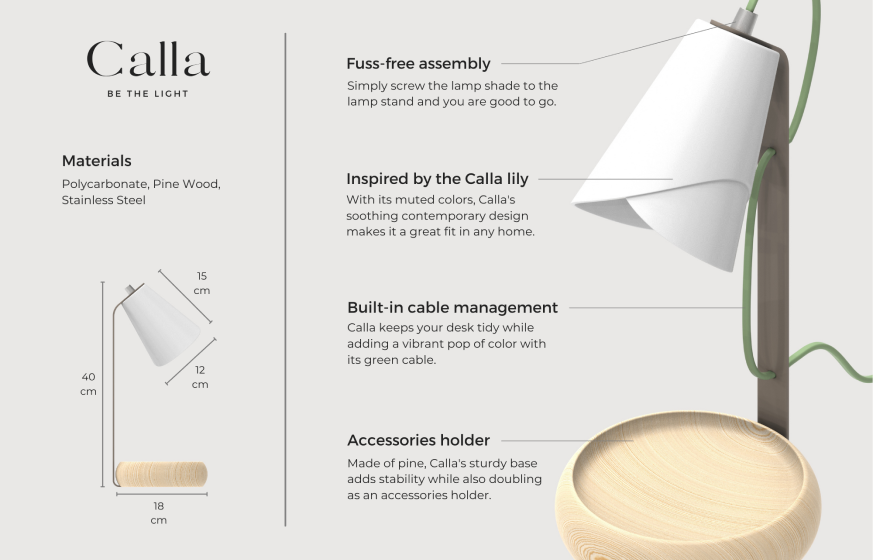 Calla
BE THE LIGHT
Materials
Polycarbonate, Pine Wood,
Stainless Steel
15
cm
12
cm
40
cm
18
cm
Fuss-free assembly
Simply screw the lamp shade to the
lamp stand and you are good to go.
Inspired by the Calla lily
With its muted colors, Calla's
soothing contemporary design
makes it a great fit in any home.
Built-in cable management
Calla keeps your desk tidy while
adding a vibrant pop of color with
its green cable.
Accessories holder
Made of pine, Calla's sturdy base
adds stability while also doubling
as an accessories holder.